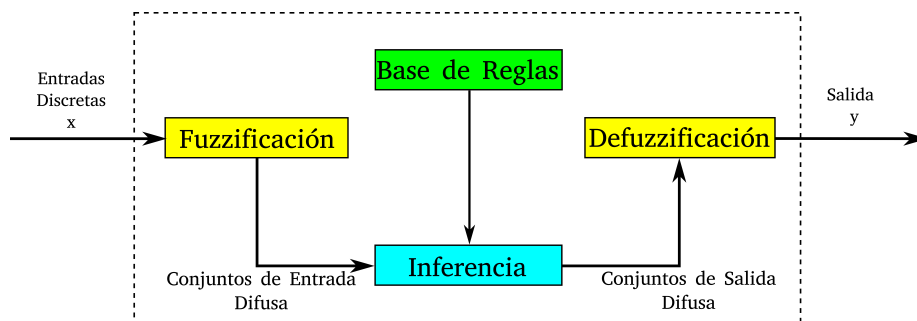 Entradas
Discretas
x
Base de Reglas
Fuzzificación
Defuzzificación
Salida
y
Inferencia
Conjuntos de Entrada
Difusa
Conjuntos de Salida
Difusa